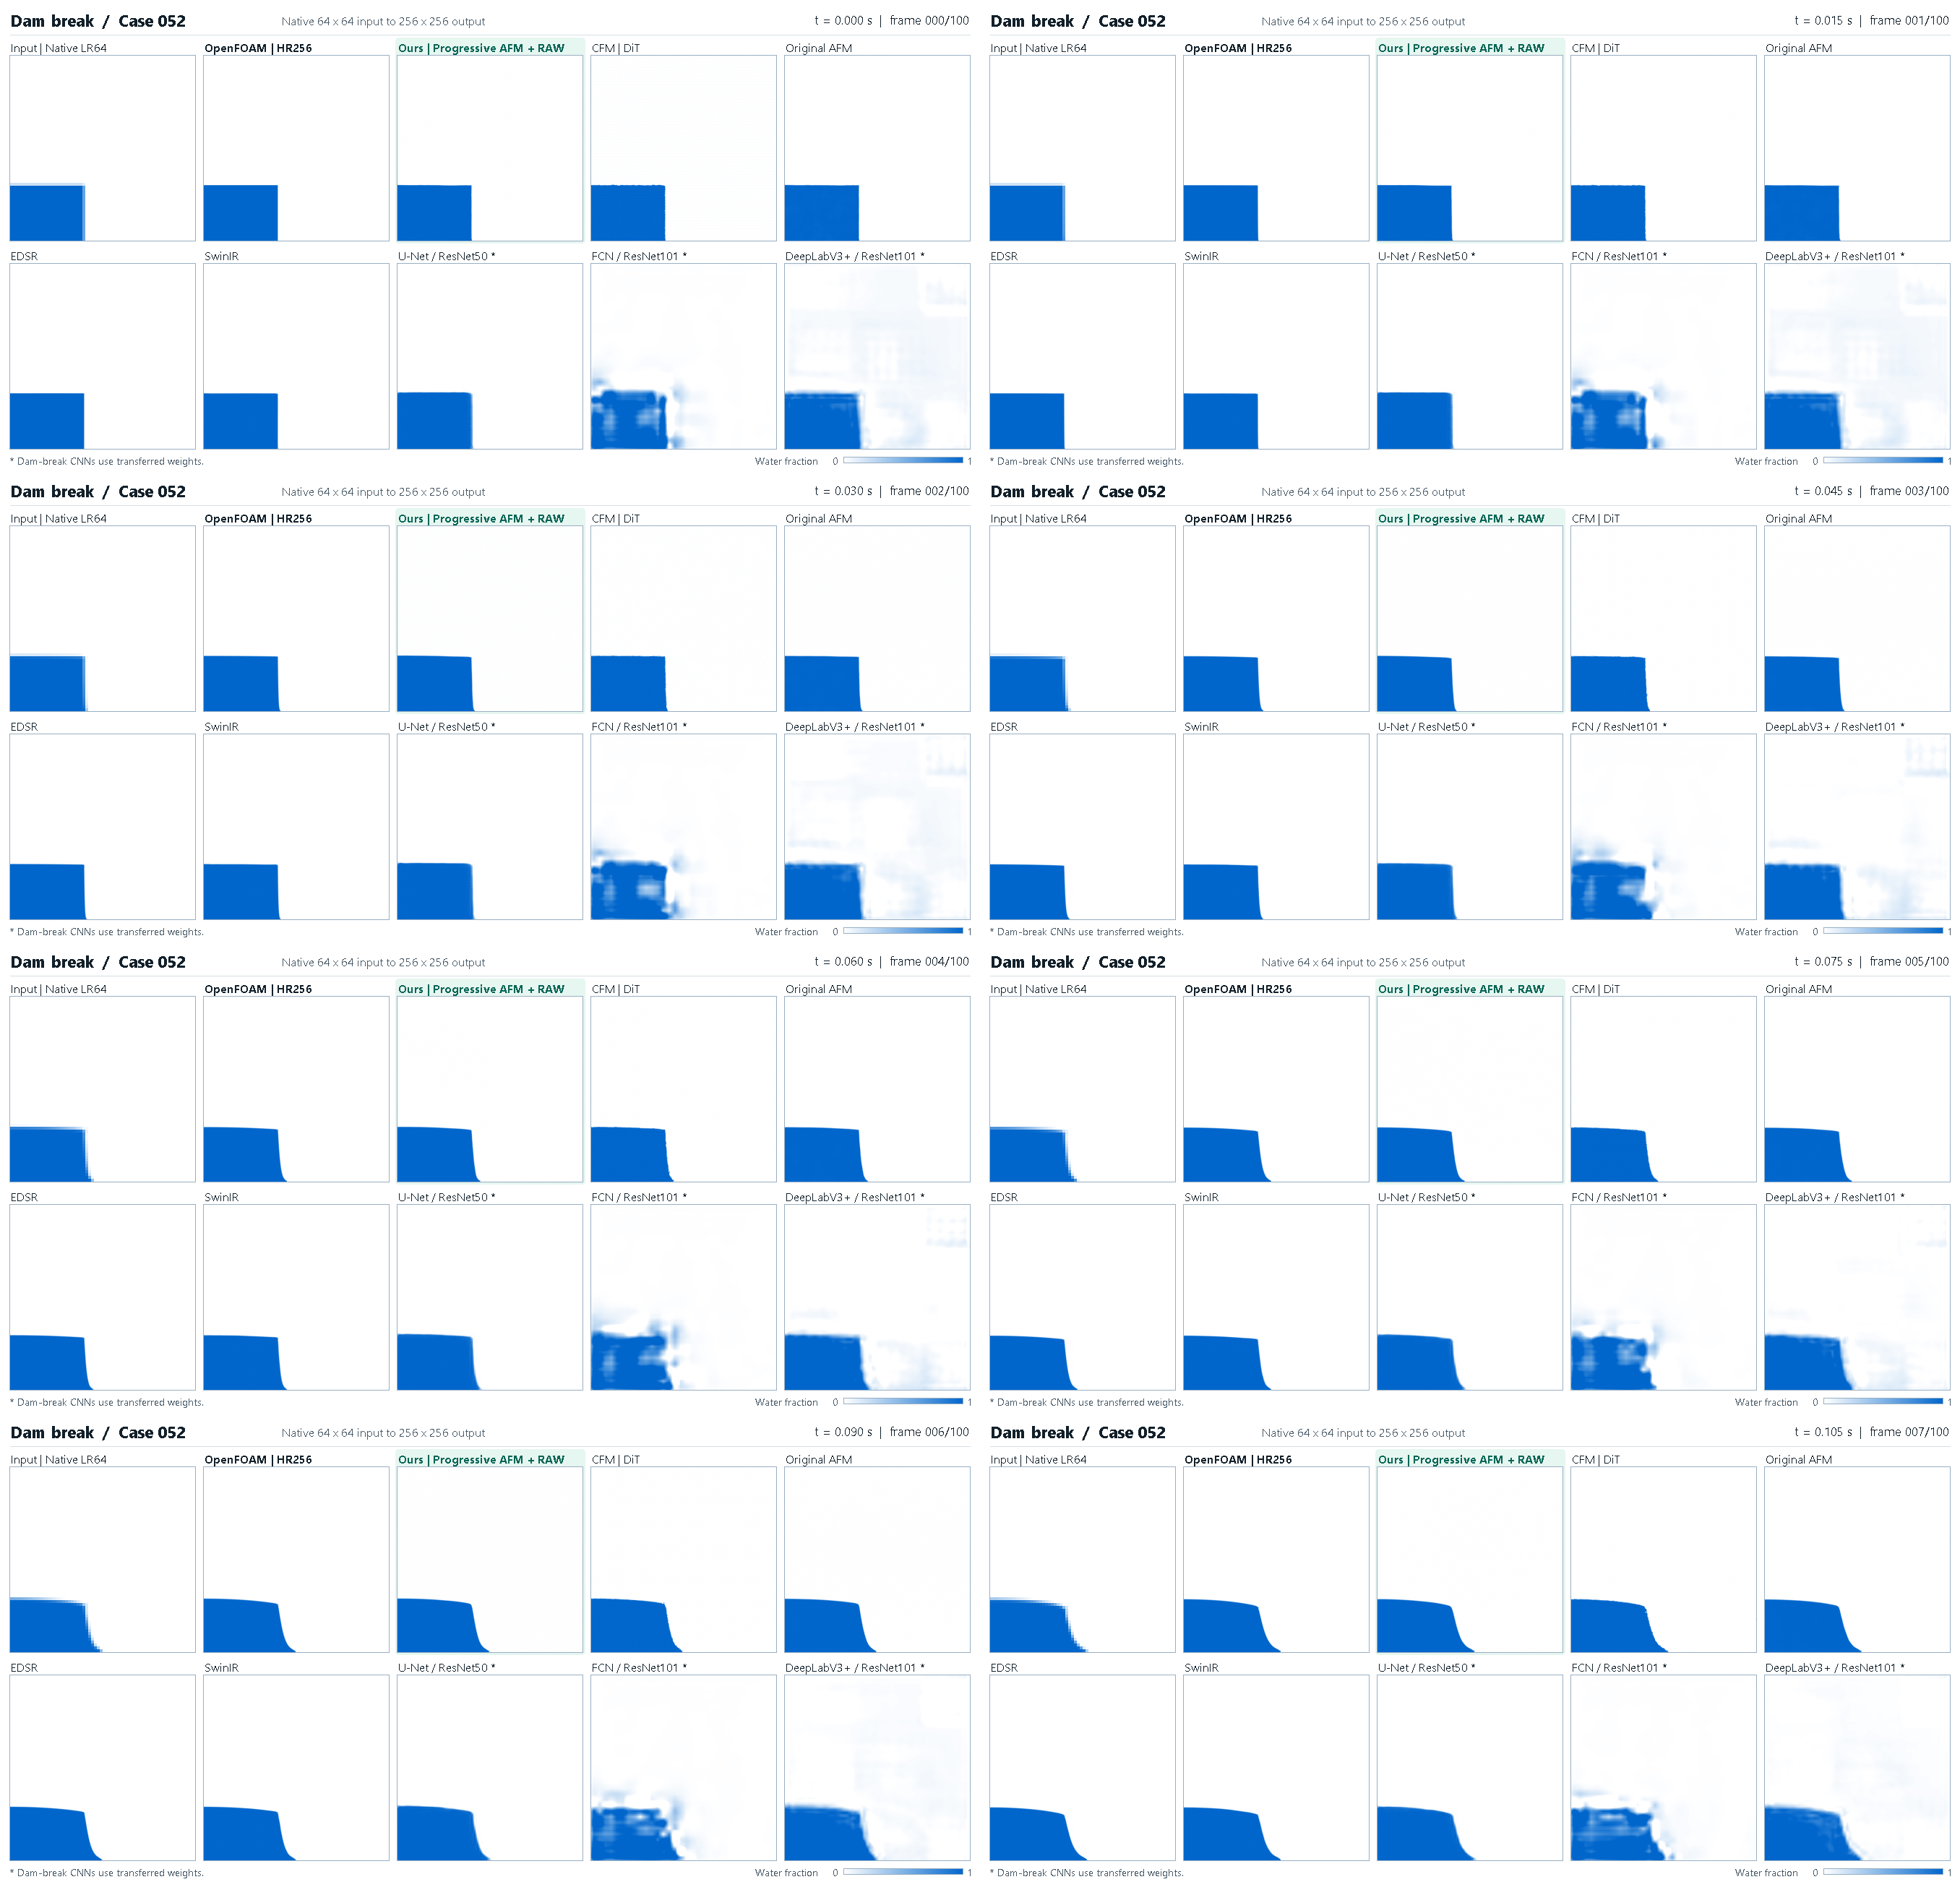 Dam break / Case 052 Native 64 x 64 input to 256 x 256 output t = 0.000 s | frame 000/100
Input | Native LR64 OpenFOAM | HR256 Ours | Progressive AFM + RAW CFM | DiT Original AFM
EDSR SwinIR U-Net / ResNet50 * FCN / ResNet101 * DeepLabV3+ / ResNet101 *
* Dam-break CNNs use transferred weights. Water fraction 0 1
Dam break / Case 052 Native 64 x 64 input to 256 x 256 output t = 0.015 s | frame 001/100
Input | Native LR64 OpenFOAM | HR256 Ours | Progressive AFM + RAW CFM | DiT Original AFM
EDSR SwinIR U-Net / ResNet50 * FCN / ResNet101 * DeepLabV3+ / ResNet101 *
* Dam-break CNNs use transferred weights. Water fraction 0 1
Dam break / Case 052 Native 64 x 64 input to 256 x 256 output t = 0.030 s | frame 002/100
Input | Native LR64 OpenFOAM | HR256 Ours | Progressive AFM + RAW CFM | DiT Original AFM
EDSR SwinIR U-Net / ResNet50 * FCN / ResNet101 * DeepLabV3+ / ResNet101 *
* Dam-break CNNs use transferred weights. Water fraction 0 1
Dam break / Case 052 Native 64 x 64 input to 256 x 256 output t = 0.045 s | frame 003/100
Input | Native LR64 OpenFOAM | HR256 Ours | Progressive AFM + RAW CFM | DiT Original AFM
EDSR SwinIR U-Net / ResNet50 * FCN / ResNet101 * DeepLabV3+ / ResNet101 *
* Dam-break CNNs use transferred weights. Water fraction 0 1
Dam break / Case 052 Native 64 x 64 input to 256 x 256 output t = 0.060 s | frame 004/100
Input | Native LR64 OpenFOAM | HR256 Ours | Progressive AFM + RAW CFM | DiT Original AFM
EDSR SwinIR U-Net / ResNet50 * FCN / ResNet101 * DeepLabV3+ / ResNet101 *
* Dam-break CNNs use transferred weights. Water fraction 0 1
Dam break / Case 052 Native 64 x 64 input to 256 x 256 output t = 0.075 s | frame 005/100
Input | Native LR64 OpenFOAM | HR256 Ours | Progressive AFM + RAW CFM | DiT Original AFM
EDSR SwinIR U-Net / ResNet50 * FCN / ResNet101 * DeepLabV3+ / ResNet101 *
* Dam-break CNNs use transferred weights. Water fraction 0 1
Dam break / Case 052 Native 64 x 64 input to 256 x 256 output t = 0.090 s | frame 006/100
Input | Native LR64 OpenFOAM | HR256 Ours | Progressive AFM + RAW CFM | DiT Original AFM
EDSR SwinIR U-Net / ResNet50 * FCN / ResNet101 * DeepLabV3+ / ResNet101 *
* Dam-break CNNs use transferred weights. Water fraction 0 1
Dam break / Case 052 Native 64 x 64 input to 256 x 256 output t = 0.105 s | frame 007/100
Input | Native LR64 OpenFOAM | HR256 Ours | Progressive AFM + RAW CFM | DiT Original AFM
EDSR SwinIR U-Net / ResNet50 * FCN / ResNet101 * DeepLabV3+ / ResNet101 *
* Dam-break CNNs use transferred weights. Water fraction 0 1